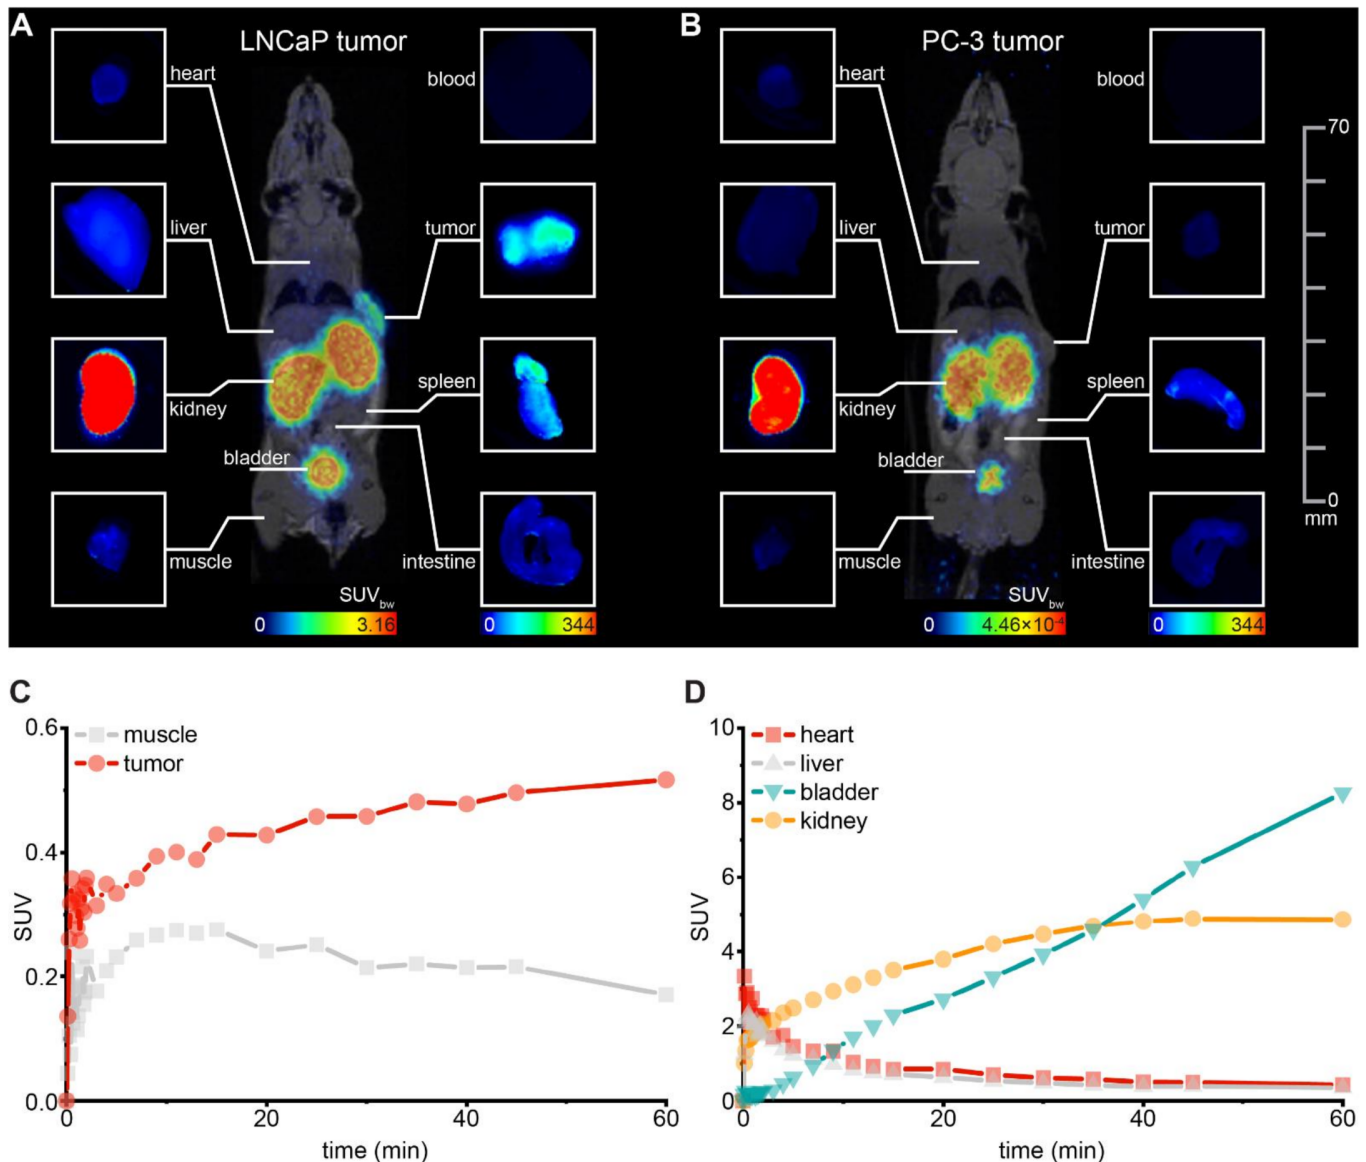 A
LNCaP tumor
heart
blood
liver
tumor
kidney
spleen
bladder
muscle
intestine
SUVbw
0 3.16
0 344
B
PC-3 tumor
heart
blood
70
liver
tumor
kidney
spleen
bladder
0
mm
muscle
intestine
SUVbw
0 4.46×10⁻⁴
0 344
C
0.6
muscle
tumor
0.4
SUV
0.2
0.0
0 20 40 60
time (min)
D
10
heart
liver
bladder
kidney
8
6
SUV
4
2
0
0 20 40 60
time (min)